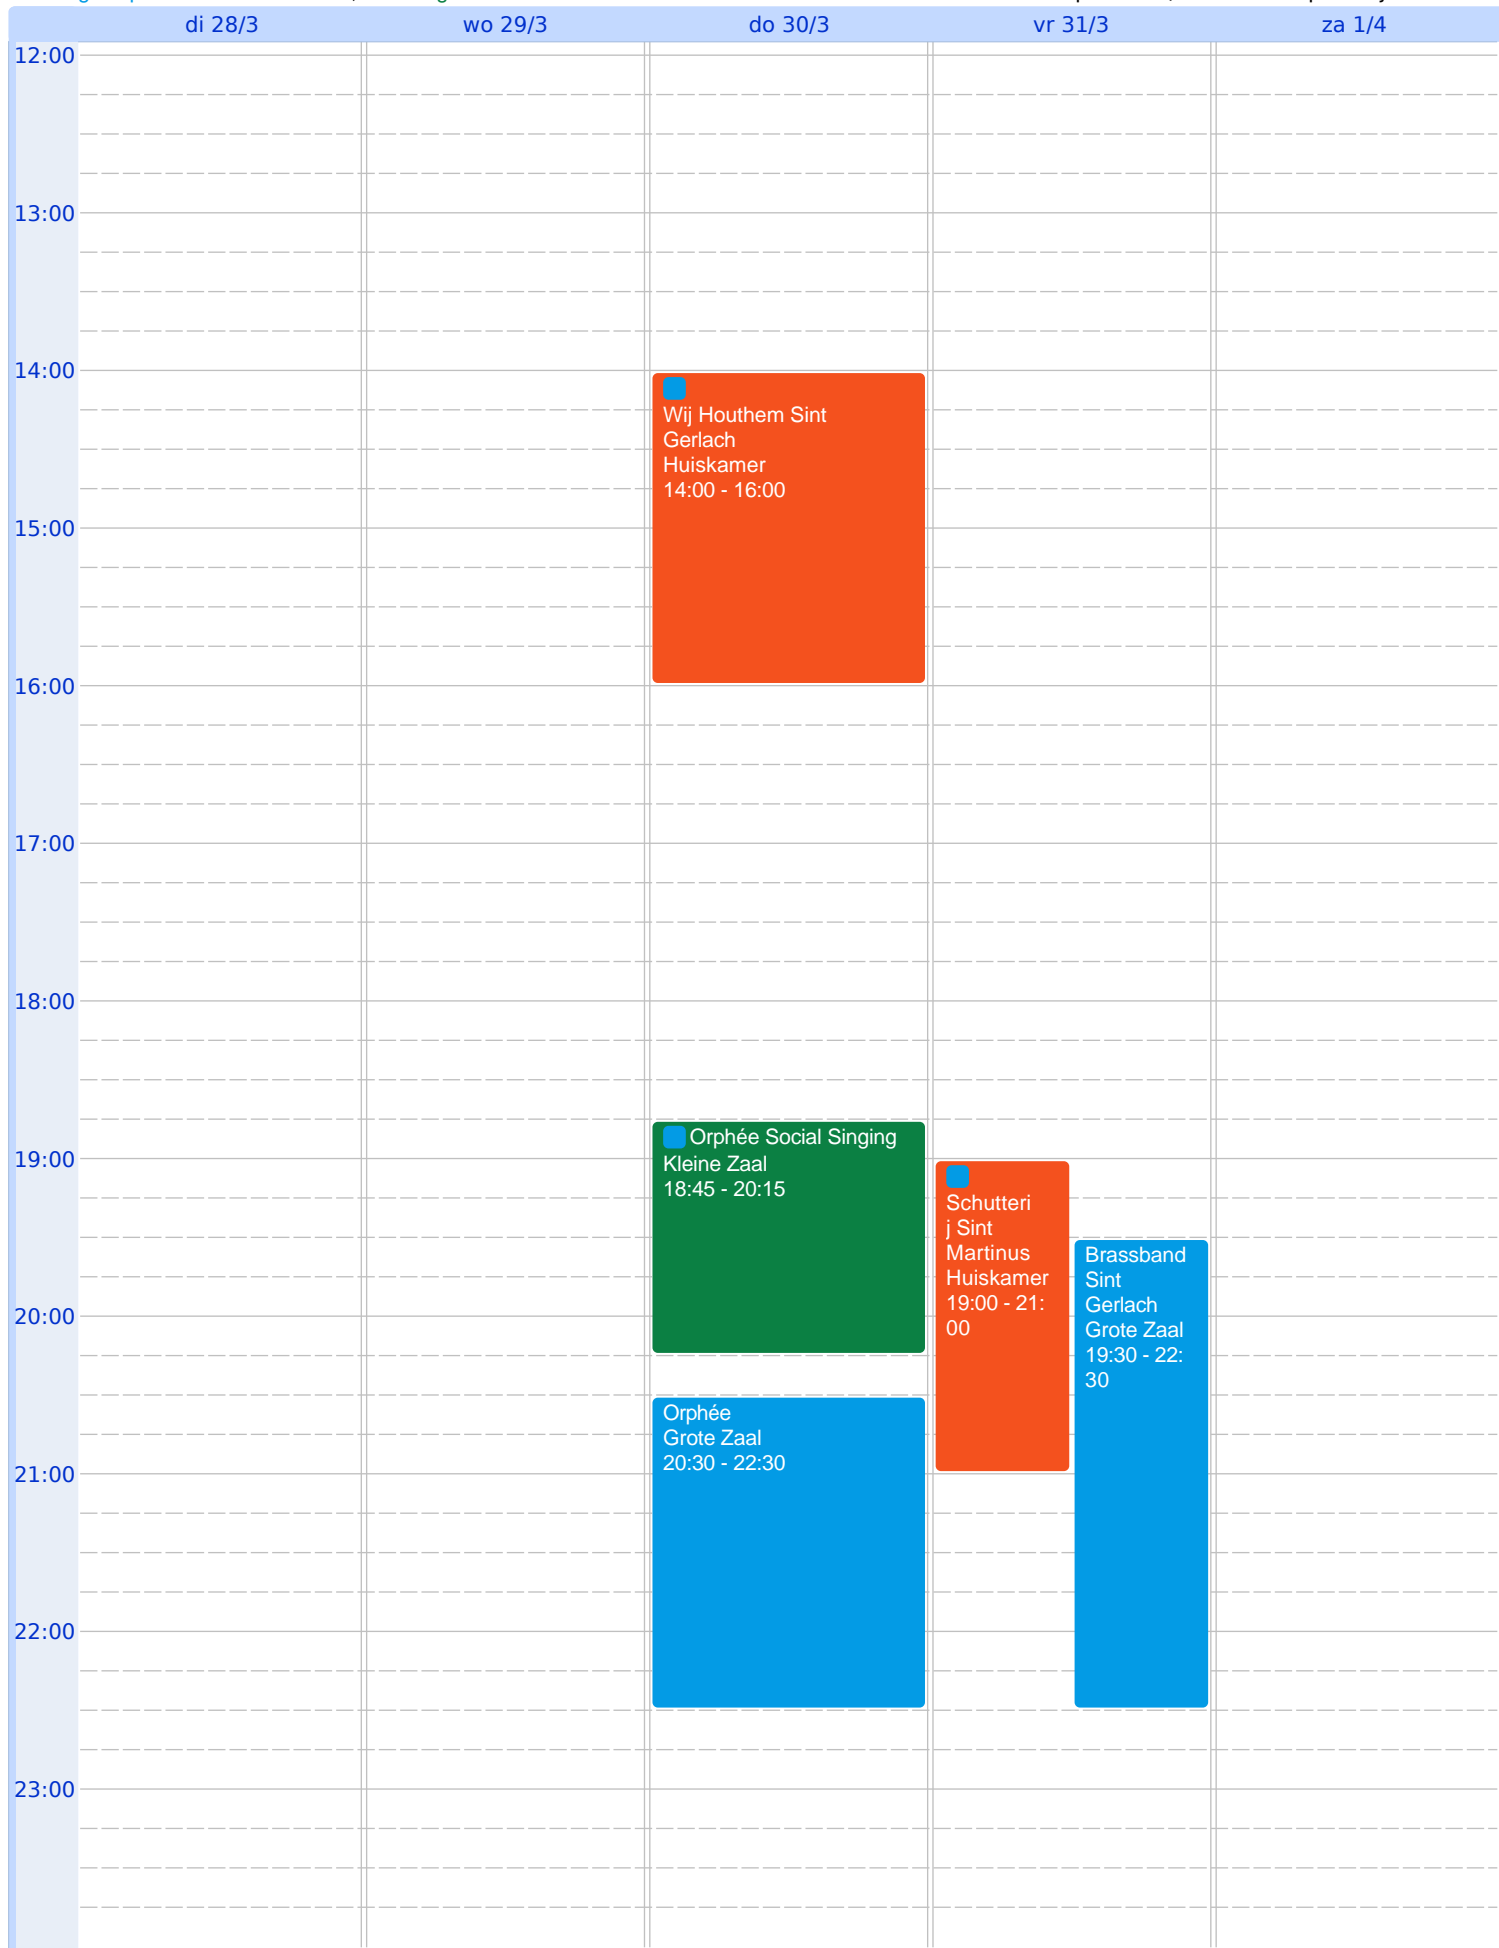 di 28/3
wo 29/3
do 30/3
vr 31/3
za 1/4
12:00
13:00
14:00
15:00
16:00
17:00
18:00
19:00
20:00
21:00
22:00
23:00
Wij Houthem Sint
Gerlach
Huiskamer
14:00 - 16:00
Orphée Social Singing
Kleine Zaal
18:45 - 20:15
Orphée
Grote Zaal
20:30 - 22:30
Schutteri
j Sint
Martinus
Huiskamer
19:00 - 21:
00
Brassband
Sint
Gerlach
Grote Zaal
19:30 - 22:
30